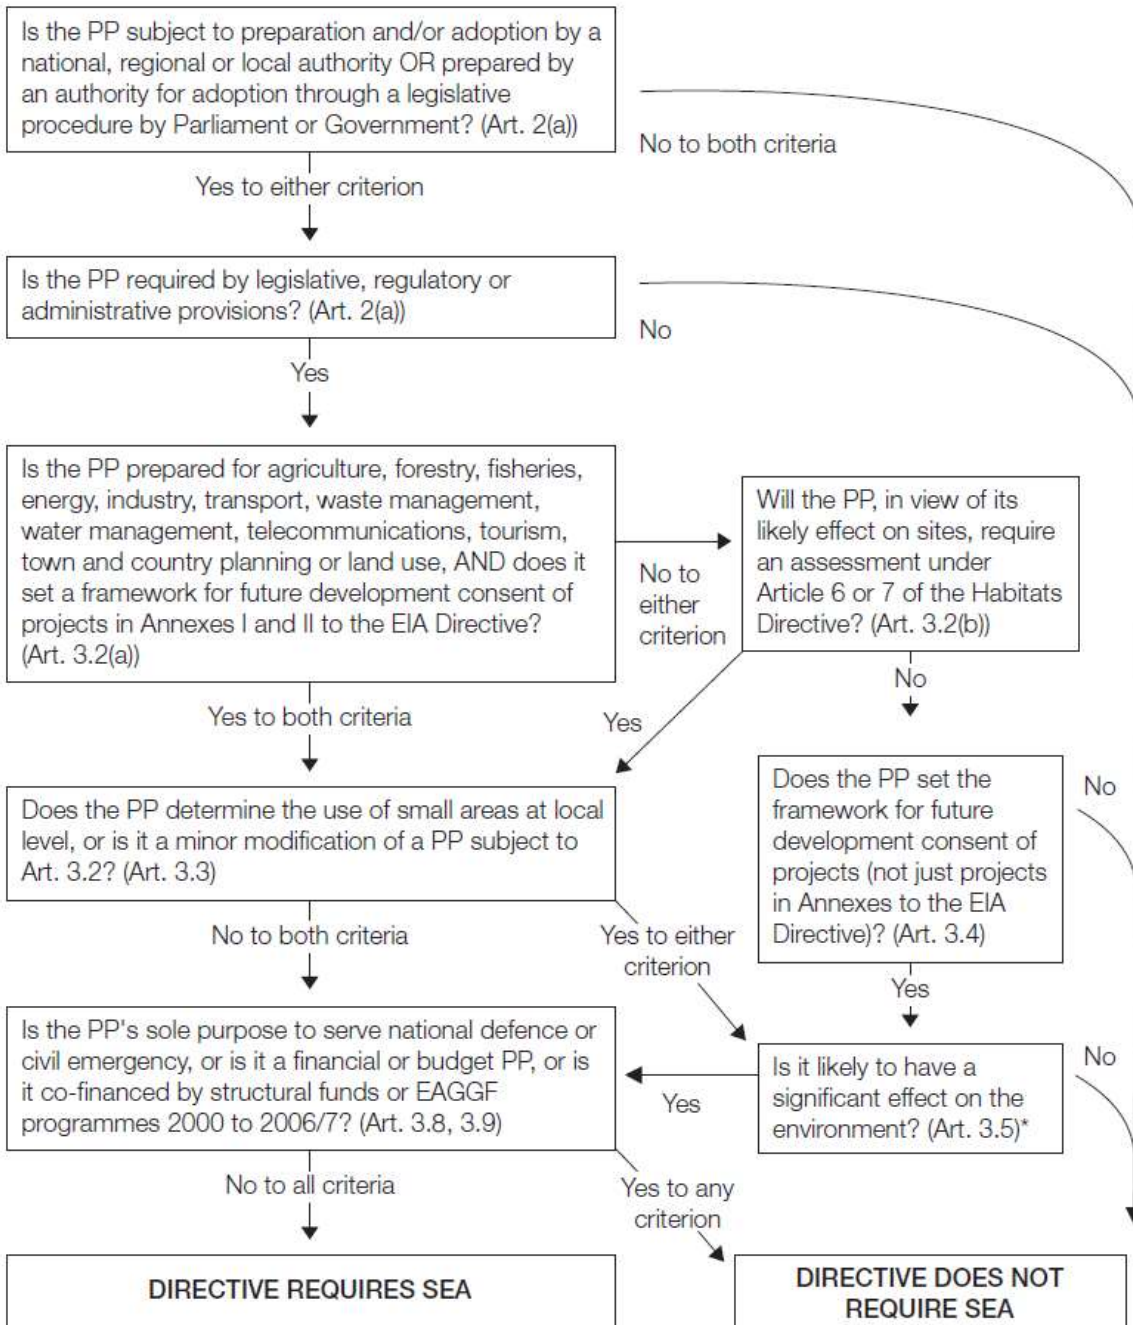 Is the PP subject to preparation and/or adoption by a
national, regional or local authority OR prepared by
an authority for adoption through a legislative
procedure by Parliament or Government? (Art. 2(a))
No to both criteria
Yes to either criterion
Is the PP required by legislative, regulatory or
administrative provisions? (Art. 2(a))
No
Yes
Is the PP prepared for agriculture, forestry, fisheries,
energy, industry, transport, waste management,
water management, telecommunications, tourism,
town and country planning or land use, AND does it
set a framework for future development consent of
projects in Annexes I and II to the EIA Directive?
(Art. 3.2(a))
No to
either
criterion
Will the PP, in view of its
likely effect on sites, require
an assessment under
Article 6 or 7 of the Habitats
Directive? (Art. 3.2(b))
Yes to both criteria
Yes
No
Does the PP determine the use of small areas at local
level, or is it a minor modification of a PP subject to
Art. 3.2? (Art. 3.3)
Does the PP set the
framework for future
development consent of
projects (not just projects
in Annexes to the EIA
Directive)? (Art. 3.4)
No
No to both criteria
Yes to either
criterion
Yes
Is the PP's sole purpose to serve national defence or
civil emergency, or is it a financial or budget PP, or is
it co-financed by structural funds or EAGGF
programmes 2000 to 2006/7? (Art. 3.8, 3.9)
Yes
Is it likely to have a
significant effect on the
environment? (Art. 3.5)*
No
No to all criteria
Yes to any
criterion
DIRECTIVE REQUIRES SEA
DIRECTIVE DOES NOT
REQUIRE SEA